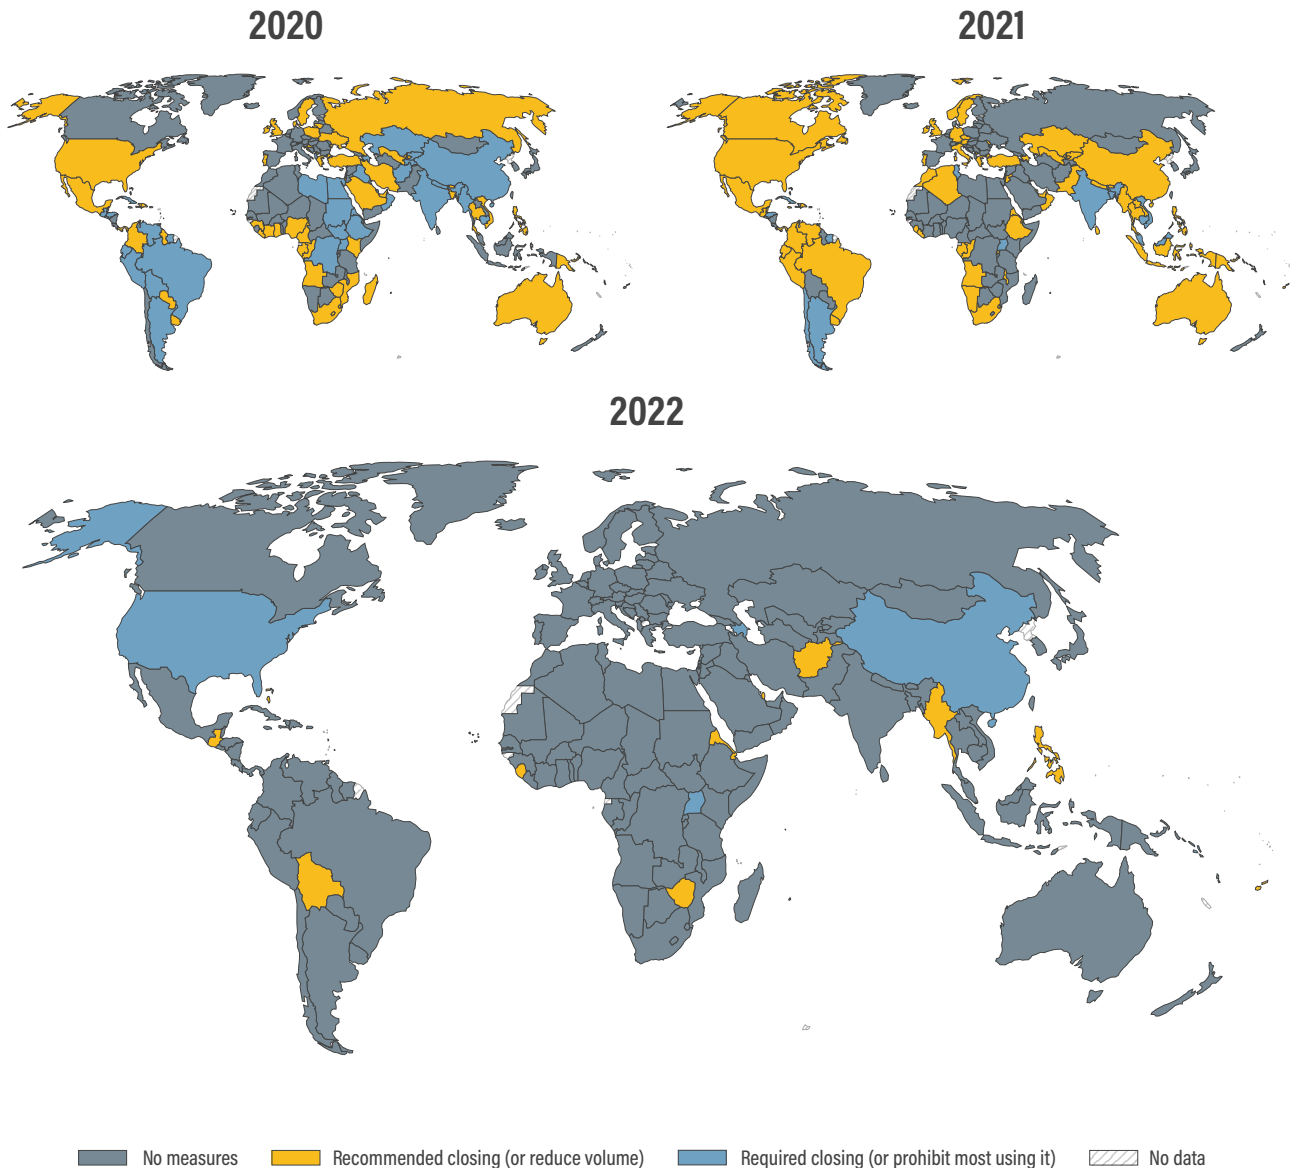 2020
2021
2022
No measures
Recommended closing (or reduce volume)
Required closing (or prohibit most using it)
No data